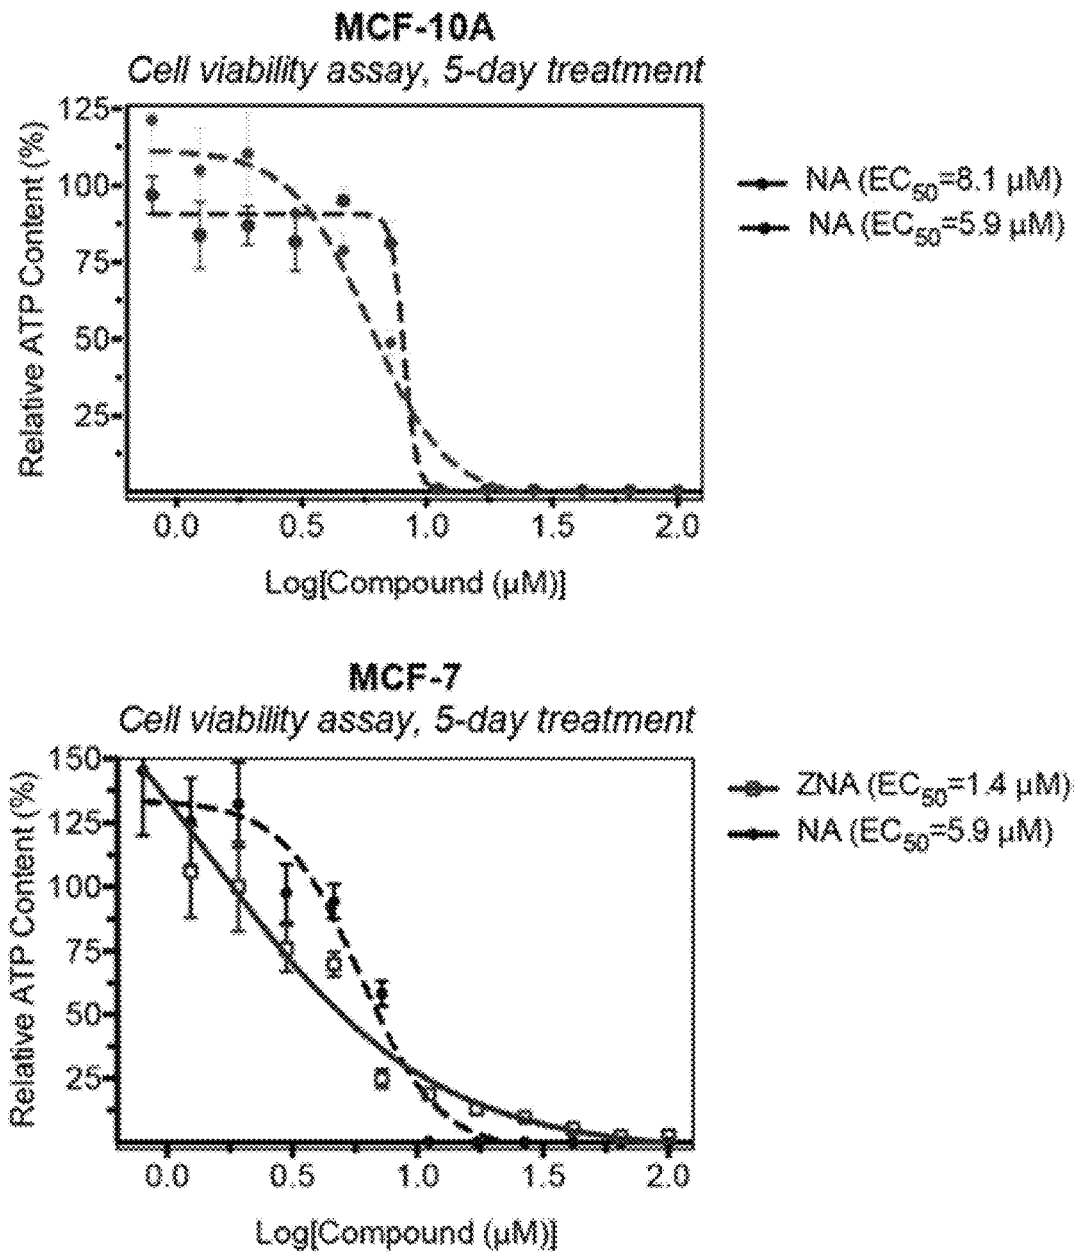 MCF-10A
Cell viability assay, 5-day treatment
Relative ATP Content (%)
125
100
75
50
25
0.0 0.5 1.0 1.5 2.0
Log[Compound (µM)]
NA (EC50=8.1 µM)
NA (EC50=5.9 µM)
MCF-7
Cell viability assay, 5-day treatment
Relative ATP Content (%)
150
125
100
75
50
25
0.0 0.5 1.0 1.5 2.0
Log[Compound (µM)]
ZNA (EC50=1.4 µM)
NA (EC50=5.9 µM)